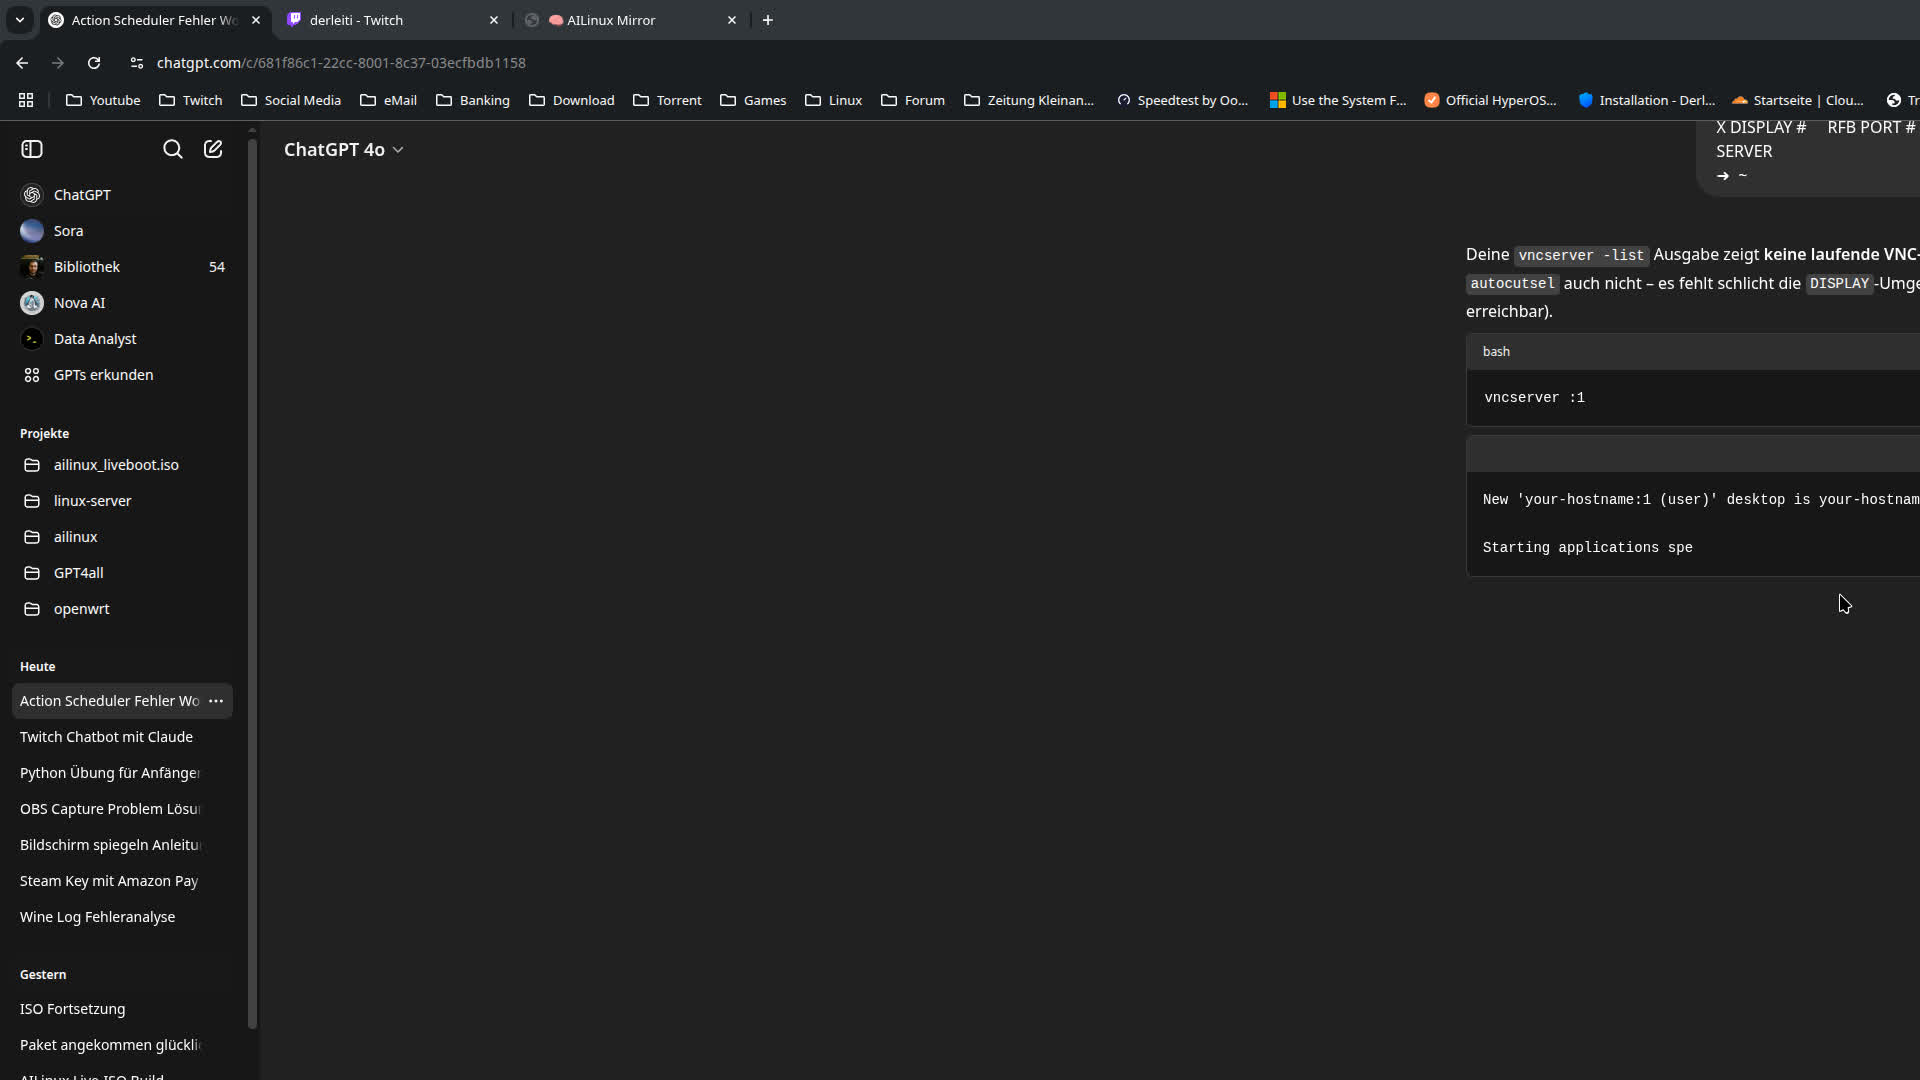 Action Scheduler Fehler Wo
derleiti - Twitch
🧠 AILinux Mirror
chatgpt.com/c/681f86c1-22cc-8001-8c37-03ecfbdb1158
Youtube
Twitch
Social Media
eMail
Banking
Download
Torrent
Games
Linux
Forum
Zeitung Kleinan...
Speedtest by Oo...
Use the System F...
Official HyperOS...
Installation - Derl...
Startseite | Clou...
Tr
ChatGPT
Sora
Bibliothek 54
Nova AI
Data Analyst
GPTs erkunden
Projekte
ailinux_liveboot.iso
linux-server
ailinux
GPT4all
openwrt
Heute
Action Scheduler Fehler Wo ...
Twitch Chatbot mit Claude
Python Übung für Anfänger
OBS Capture Problem Lösu
Bildschirm spiegeln Anleitu
Steam Key mit Amazon Pay
Wine Log Fehleranalyse
Gestern
ISO Fortsetzung
Paket angekommen glückli
AILinux Live ISO Build
ChatGPT 4o
X DISPLAY # RFB PORT #
SERVER
➜ ~
Deine vncserver -list Ausgabe zeigt keine laufende VNC-
autocutsel auch nicht – es fehlt schlicht die DISPLAY-Umge
erreichbar).
bash
vncserver :1
New 'your-hostname:1 (user)' desktop is your-hostnam
Starting applications spe